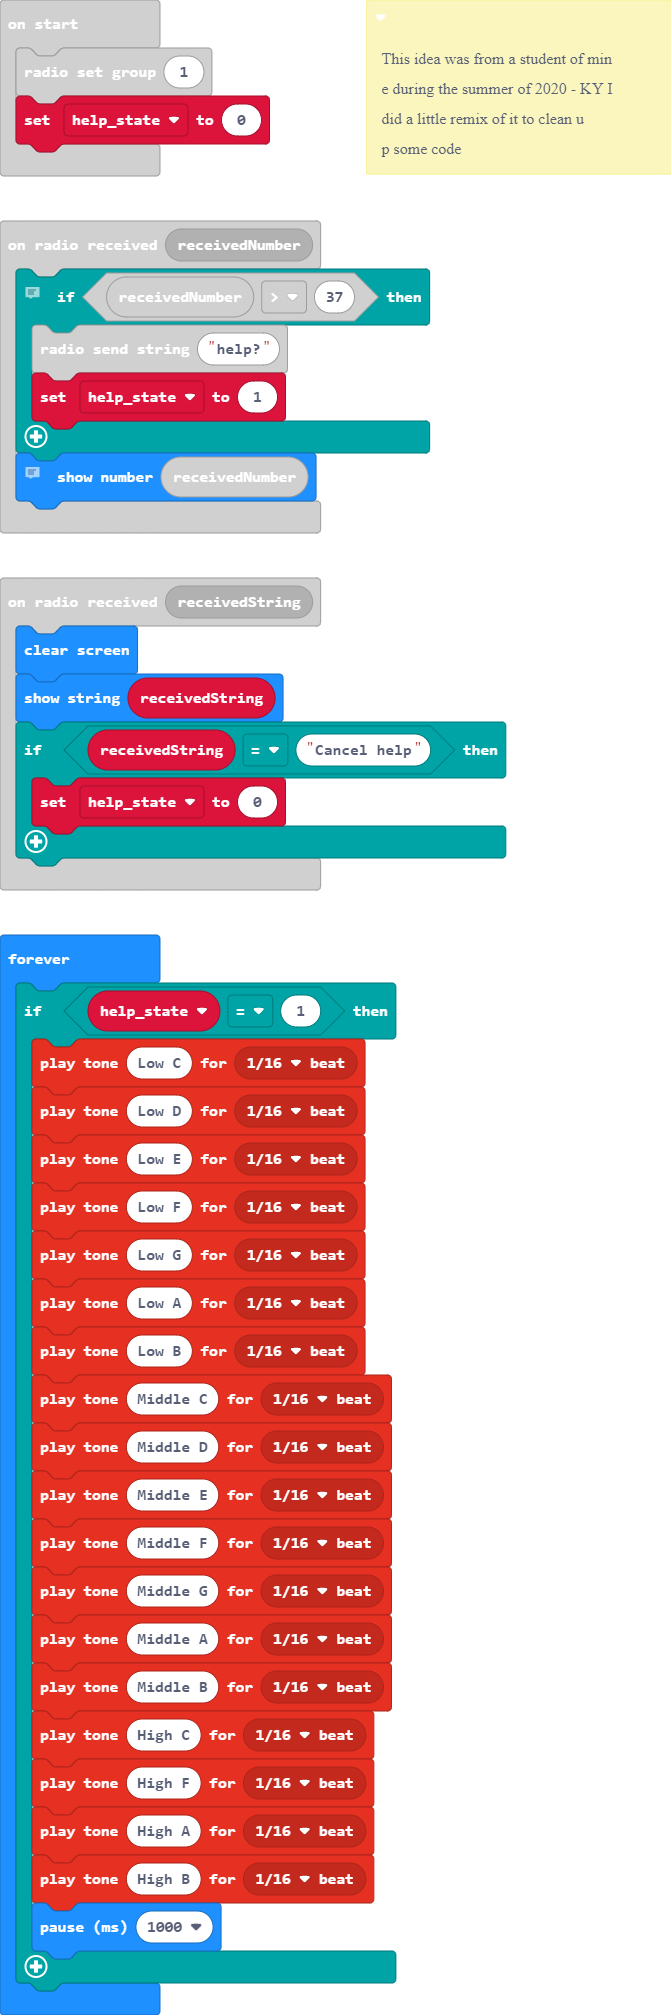 on start
This idea was from a student of min
radio set group 1
e during the summer of 2020 - KY I
set help_state to 0
did a little remix of it to clean u
p some code
on radio received receivedNumber
if receivedNumber > 37 then
radio send string "help?"
set help_state to 1
show number receivedNumber
on radio received receivedString
clear screen
show string receivedString
if receivedString = "Cancel help" then
set help_state to 0
forever
if help_state = 1 then
play tone Low C for 1/16 beat
play tone Low D for 1/16 beat
play tone Low E for 1/16 beat
play tone Low F for 1/16 beat
play tone Low G for 1/16 beat
play tone Low A for 1/16 beat
play tone Low B for 1/16 beat
play tone Middle C for 1/16 beat
play tone Middle D for 1/16 beat
play tone Middle E for 1/16 beat
play tone Middle F for 1/16 beat
play tone Middle G for 1/16 beat
play tone Middle A for 1/16 beat
play tone Middle B for 1/16 beat
play tone High C for 1/16 beat
play tone High F for 1/16 beat
play tone High A for 1/16 beat
play tone High B for 1/16 beat
pause (ms) 1000